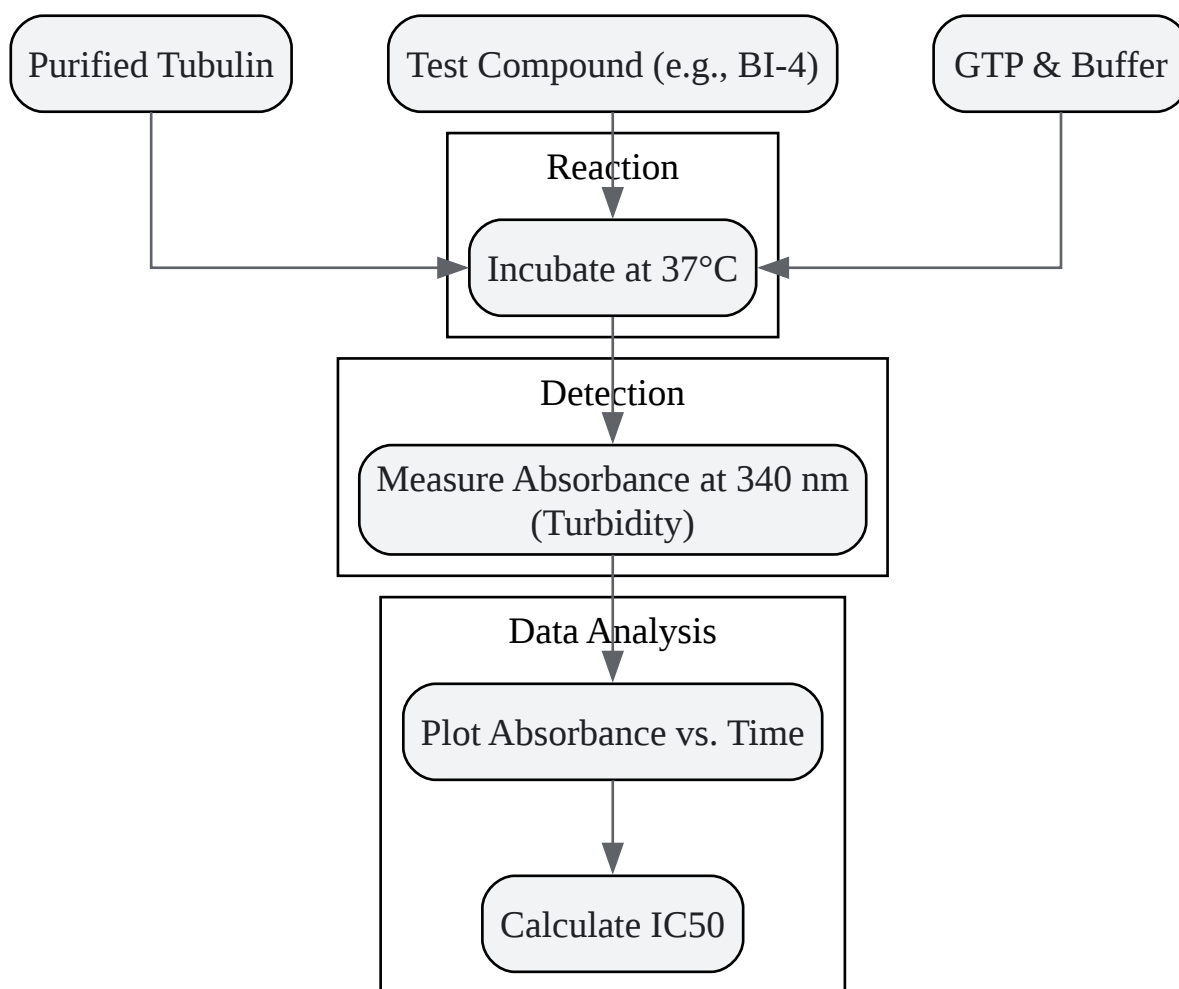 Purified Tubulin
Test Compound (e.g., BI-4)
GTP & Buffer
Reaction
Incubate at 37°C
Detection
Measure Absorbance at 340 nm
(Turbidity)
Data Analysis
Plot Absorbance vs. Time
Calculate IC50